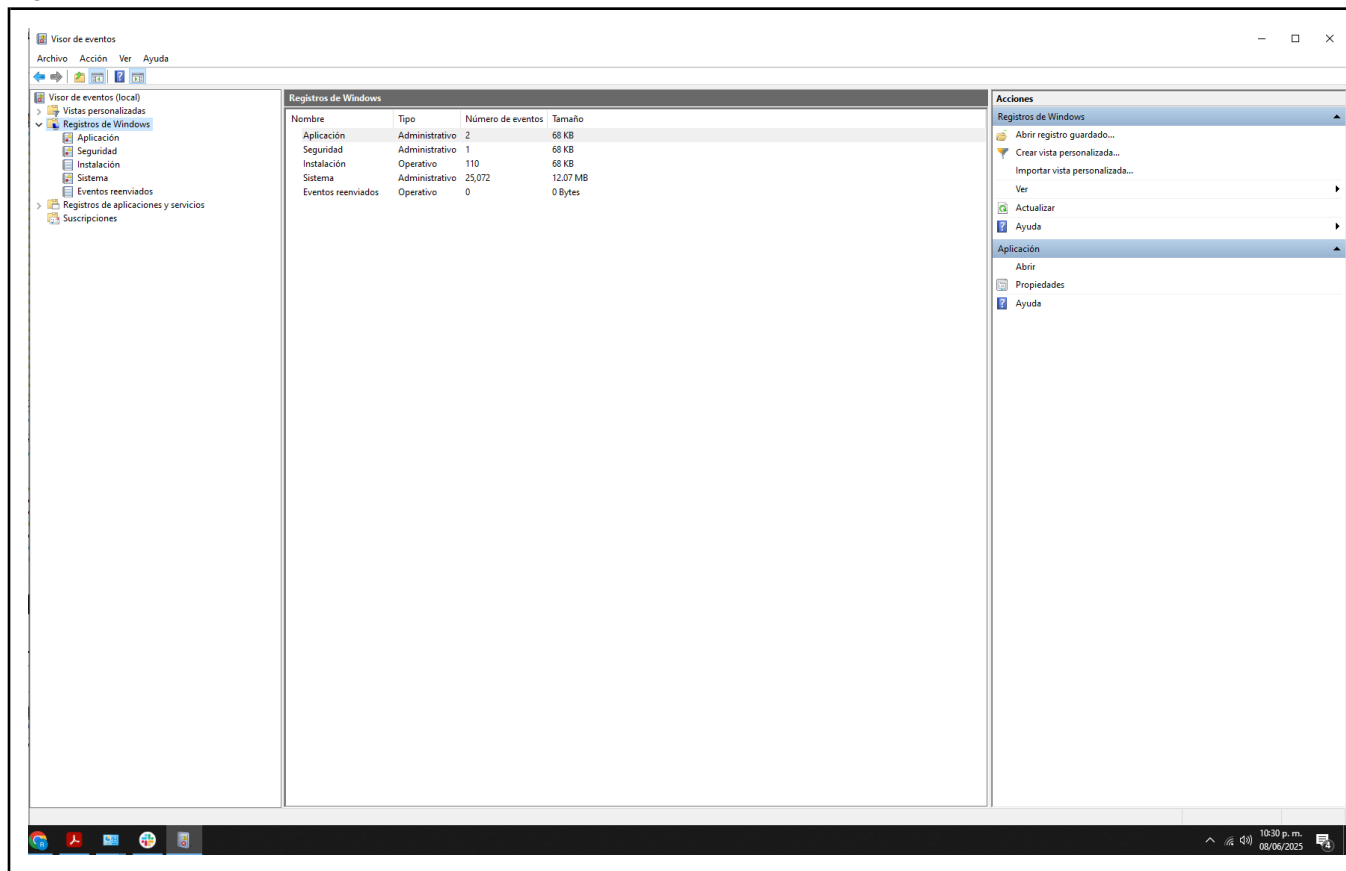 Visor de eventos
Archivo Acción Ver Ayuda
Visor de eventos (local)
Vistas personalizadas
Registros de Windows
Aplicación
Seguridad
Instalación
Sistema
Eventos reenviados
Registros de aplicaciones y servicios
Suscripciones
Registros de Windows
Nombre Tipo Número de eventos Tamaño
Aplicación Administrativo 2 68 KB
Seguridad Administrativo 1 68 KB
Instalación Operativo 110 68 KB
Sistema Administrativo 25,072 12.07 MB
Eventos reenviados Operativo 0 0 Bytes
Acciones
Registros de Windows
Abrir registro guardado...
Crear vista personalizada...
Importar vista personalizada...
Ver
Actualizar
Ayuda
Aplicación
Abrir
Propiedades
Ayuda
10:30 p. m.
08/06/2025
4